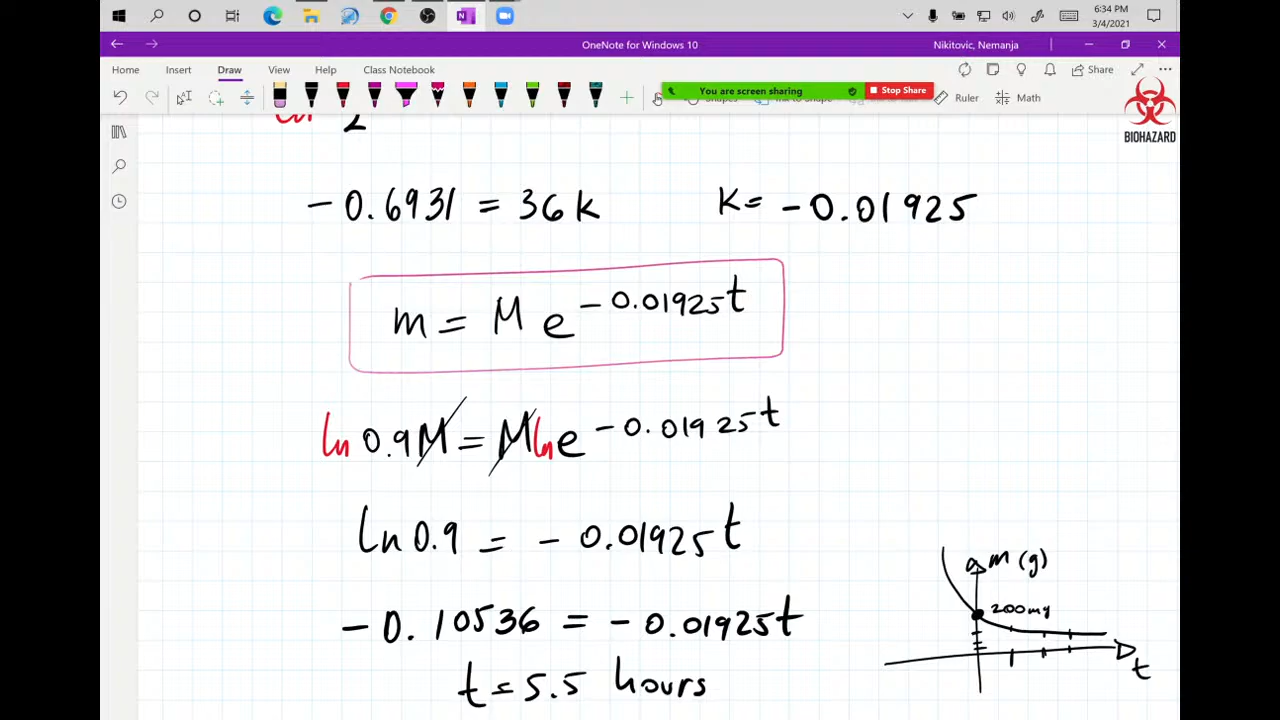 6:34 PM
3/4/2021
OneNote for Windows 10
Nikitovic, Nemanja
Home Insert Draw View Help Class Notebook Share
You are screen sharing Stop Share
Ruler Math
BIOHAZARD
ln 2
-0.6931 = 36k K= -0.01925
m = M e^-0.01925t
ln 0.9M = M ln e^-0.01925t
ln 0.9 = -0.01925t
-0.10536 = -0.01925t
t = 5.5 hours
m (g)
200mg
t